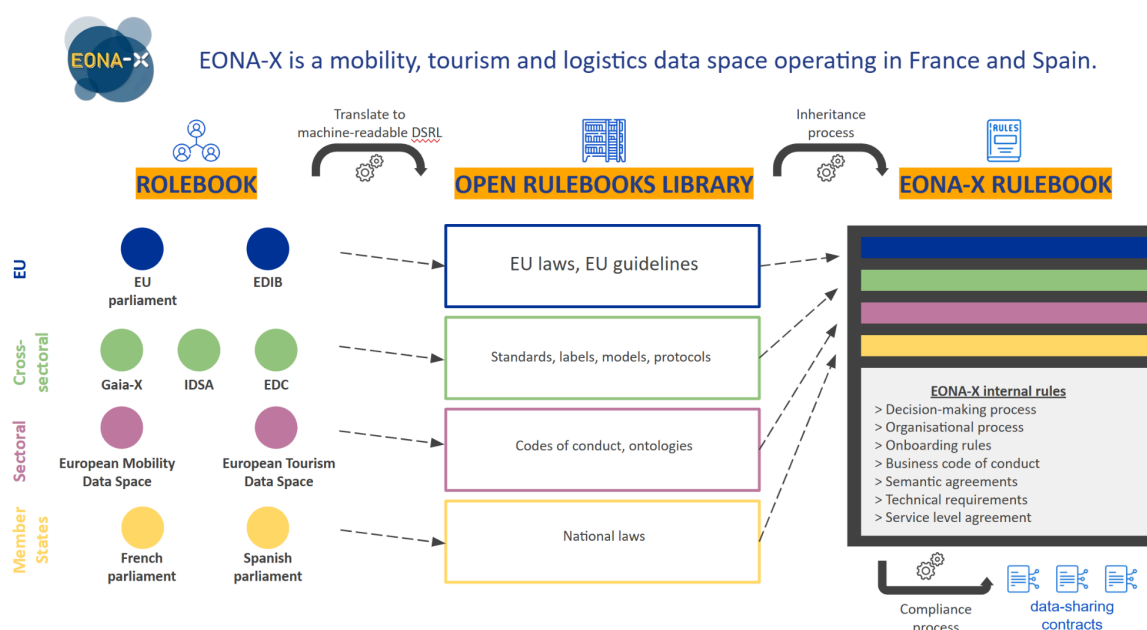 EONA-X
EONA-X is a mobility, tourism and logistics data space operating in France and Spain.
Translate to
machine-readable DSRL
Inheritance
process
RULES
ROLEBOOK
OPEN RULEBOOKS LIBRARY
EONA-X RULEBOOK
EU
EU
parliament
EDIB
EU laws, EU guidelines
Cross-
sectoral
Gaia-X
IDSA
EDC
Standards, labels, models, protocols
Sectoral
European Mobility
Data Space
European Tourism
Data Space
Codes of conduct, ontologies
Member
States
French
parliament
Spanish
parliament
National laws
EONA-X internal rules
> Decision-making process
> Organisational process
> Onboarding rules
> Business code of conduct
> Semantic agreements
> Technical requirements
> Service level agreement
Compliance
process
data-sharing
contracts